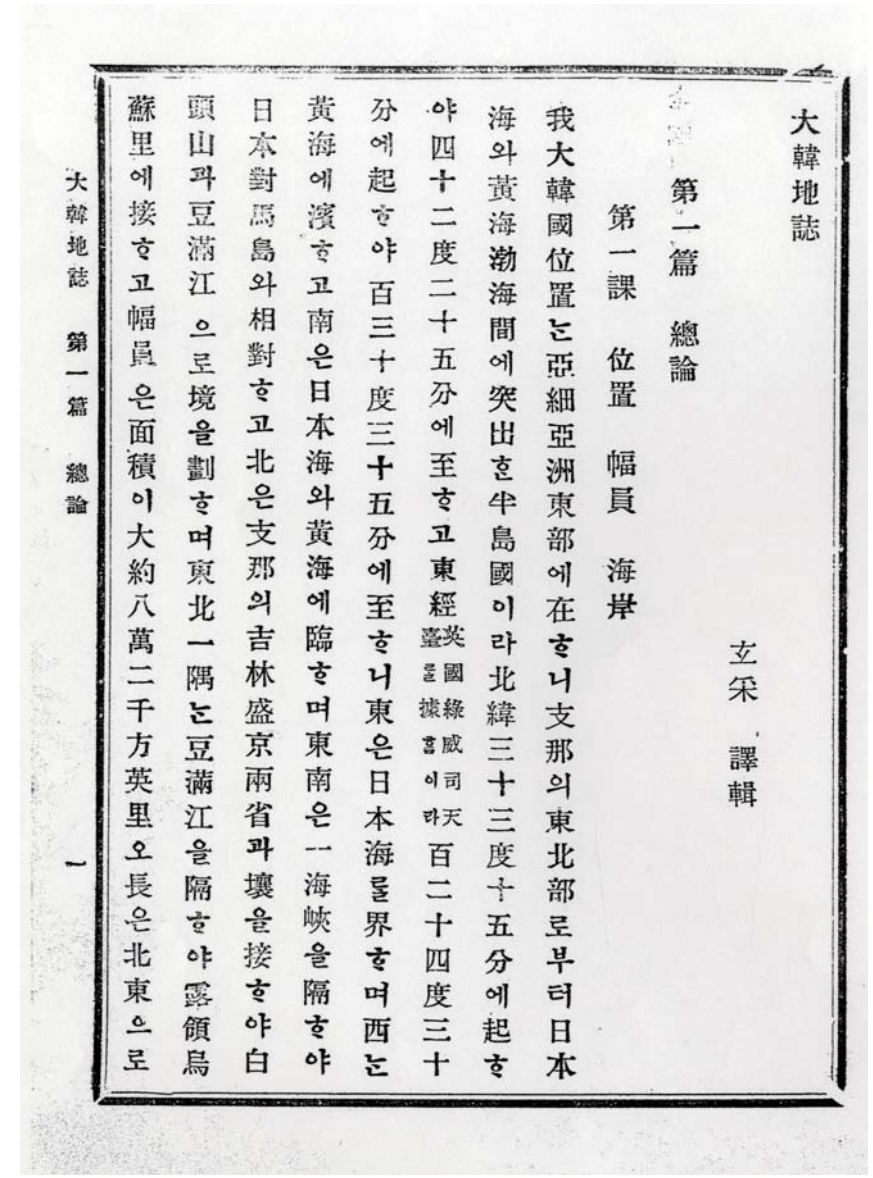 大韓地誌
玄采 譯輯
第一篇 總論
第一課 位置 幅員 海岸
我大韓國位置는亞細亞洲東部에在ᄒᆞ니支那의東北部로부터日本
海와黃海渤海間에突出ᄒᆞᆫ半島國이라北緯三十三度十五分에起ᄒᆞ
야四十二度二十五分에至ᄒᆞ고東經英國綠威司天臺를據홈이라百二十四度三十
分에起ᄒᆞ야百三十度三十五分에至ᄒᆞ니東은日本海를界ᄒᆞ며西ᄂᆞᆫ
黃海에濱ᄒᆞ고南은日本海와黃海에臨ᄒᆞ며東南은一海峽을隔ᄒᆞ야
日本對馬島와相對ᄒᆞ고北은支那의吉林盛京兩省과壤을接ᄒᆞ야白
頭山과豆滿江으로境을劃ᄒᆞ며東北一隅ᄂᆞᆫ豆滿江을隔ᄒᆞ야露領烏
蘇里에接ᄒᆞ고幅員은面積이大約八萬二千方英里오長은北東으로
大韓地誌 第一篇 總論 一